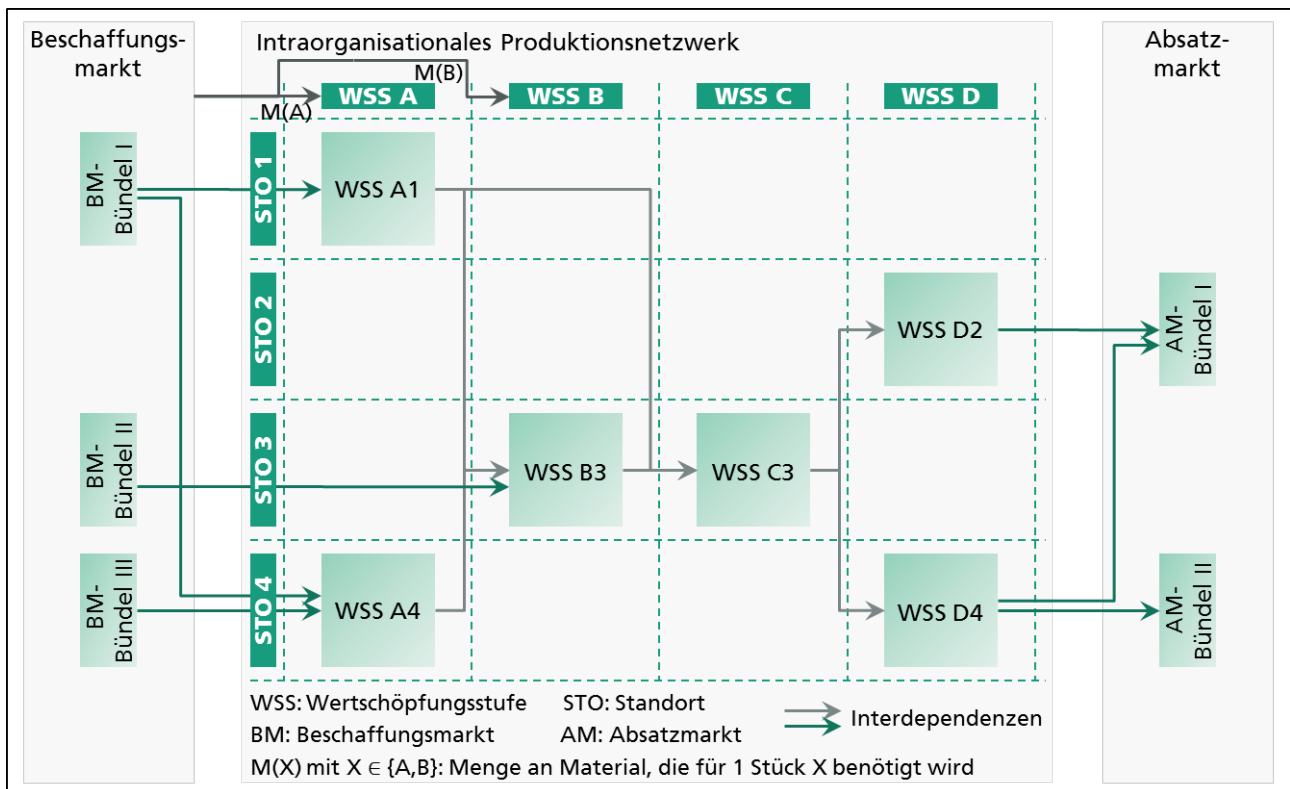 Beschaffungs-
markt
Intraorganisationales Produktionsnetzwerk
Absatz-
markt
M(A)
M(B)
WSS A
WSS B
WSS C
WSS D
BM-
Bündel I
STO 1
WSS A1
STO 2
WSS D2
AM-
Bündel I
BM-
Bündel II
STO 3
WSS B3
WSS C3
BM-
Bündel III
STO 4
WSS A4
WSS D4
AM-
Bündel II
WSS: Wertschöpfungsstufe STO: Standort Interdependenzen
BM: Beschaffungsmarkt AM: Absatzmarkt
M(X) mit X ∈ {A,B}: Menge an Material, die für 1 Stück X benötigt wird